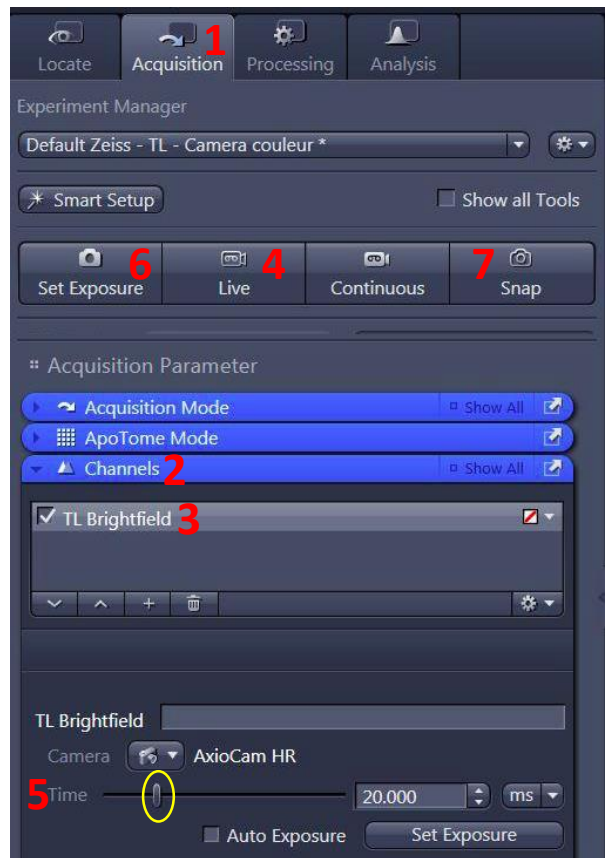 1
Locate Acquisition Processing Analysis
Experiment Manager
Default Zeiss - TL - Camera couleur *
Smart Setup Show all Tools
6 4 7
Set Exposure Live Continuous Snap
Acquisition Parameter
Acquisition Mode Show All
ApoTome Mode
Channels 2 Show All
TL Brightfield 3
TL Brightfield
Camera AxioCam HR
5 Time 20.000 ms
Auto Exposure Set Exposure